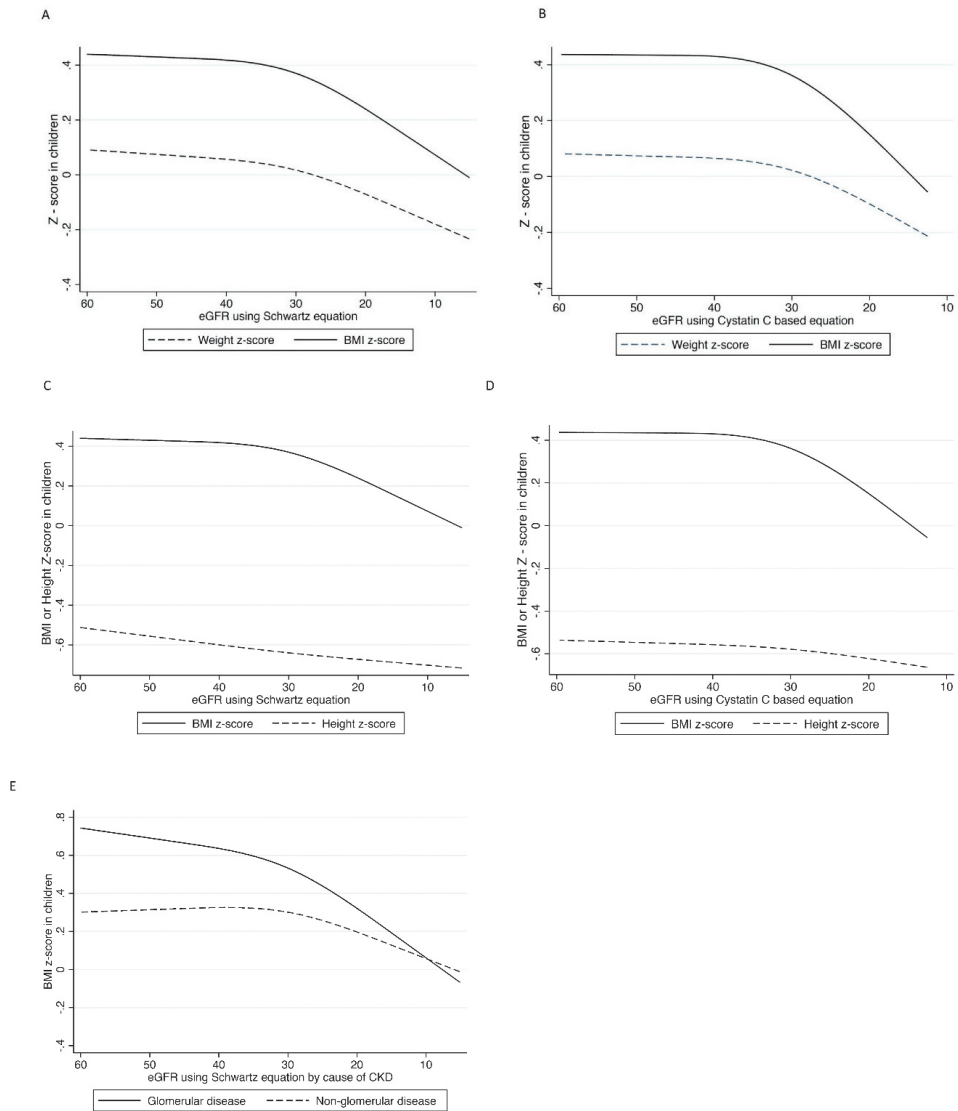 A
Z - score in children
.4
.2
0
-.2
-.4
60 50 40 30 20 10
eGFR using Schwartz equation
Weight z-score BMI z-score
B
Z - score in children
.4
.2
0
-.2
-.4
60 50 40 30 20 10
eGFR using Cystatin C based equation
Weight z-score BMI z-score
C
BMI or Height Z-score in children
.4
.2
0
-.2
-.4
-.6
60 50 40 30 20 10
eGFR using Schwartz equation
BMI z-score Height z-score
D
BMI or Height Z - score in children
.4
.2
0
-.2
-.4
-.6
60 50 40 30 20 10
eGFR using Cystatin C based equation
BMI z-score Height z-score
E
BMI z-score in children
.8
.6
.4
.2
0
.2
-.4
60 50 40 30 20 10
eGFR using Schwartz equation by cause of CKD
Glomerular disease Non-glomerular disease